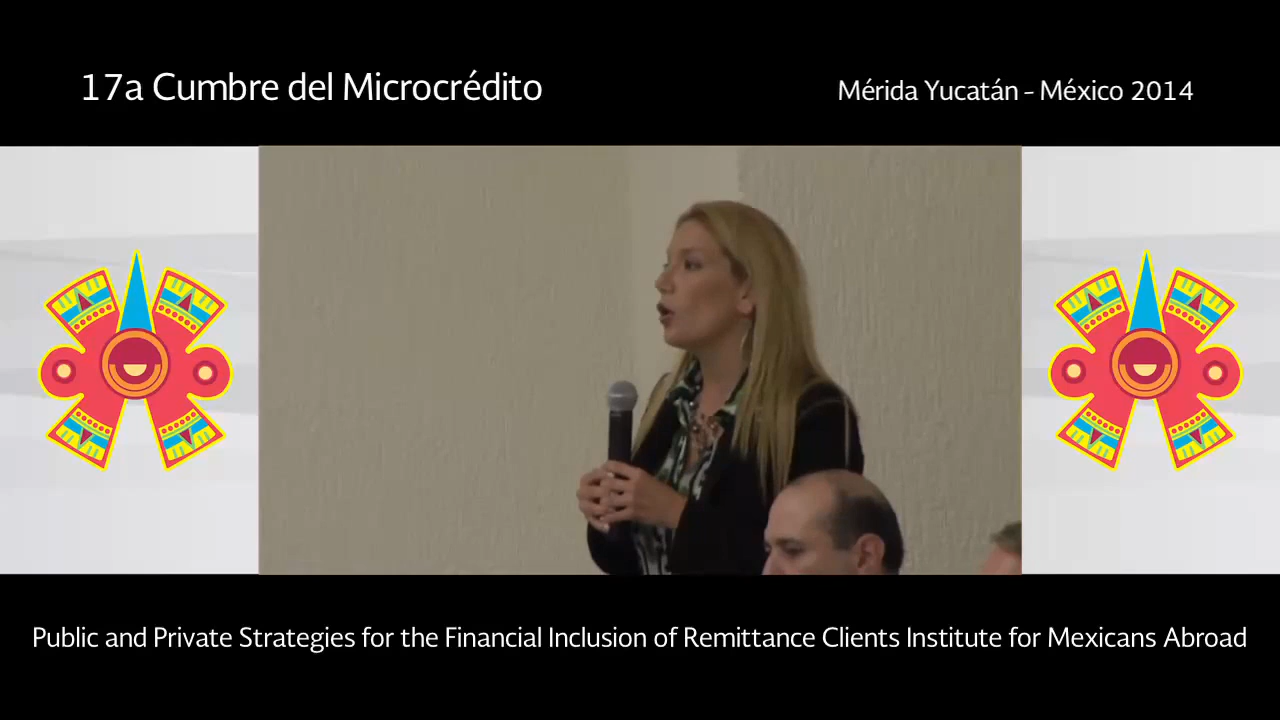 17a Cumbre del Microcrédito
Mérida Yucatán - México 2014
Public and Private Strategies for the Financial Inclusion of Remittance Clients Institute for Mexicans Abroad